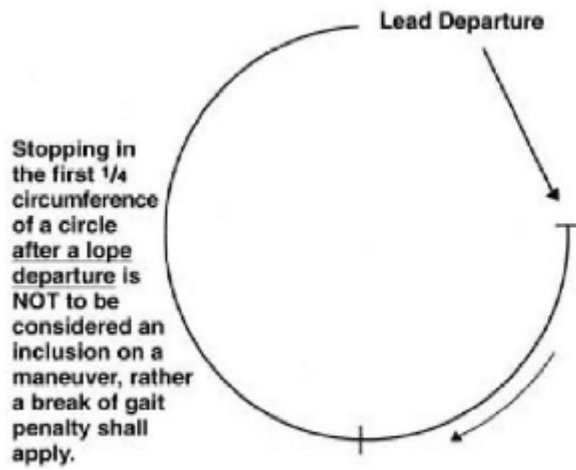 Lead Departure
Stopping in
the first 1/4
circumference
of a circle
after a lope
departure is
NOT to be
considered an
inclusion on a
maneuver, rather
a break of gait
penalty shall
apply.